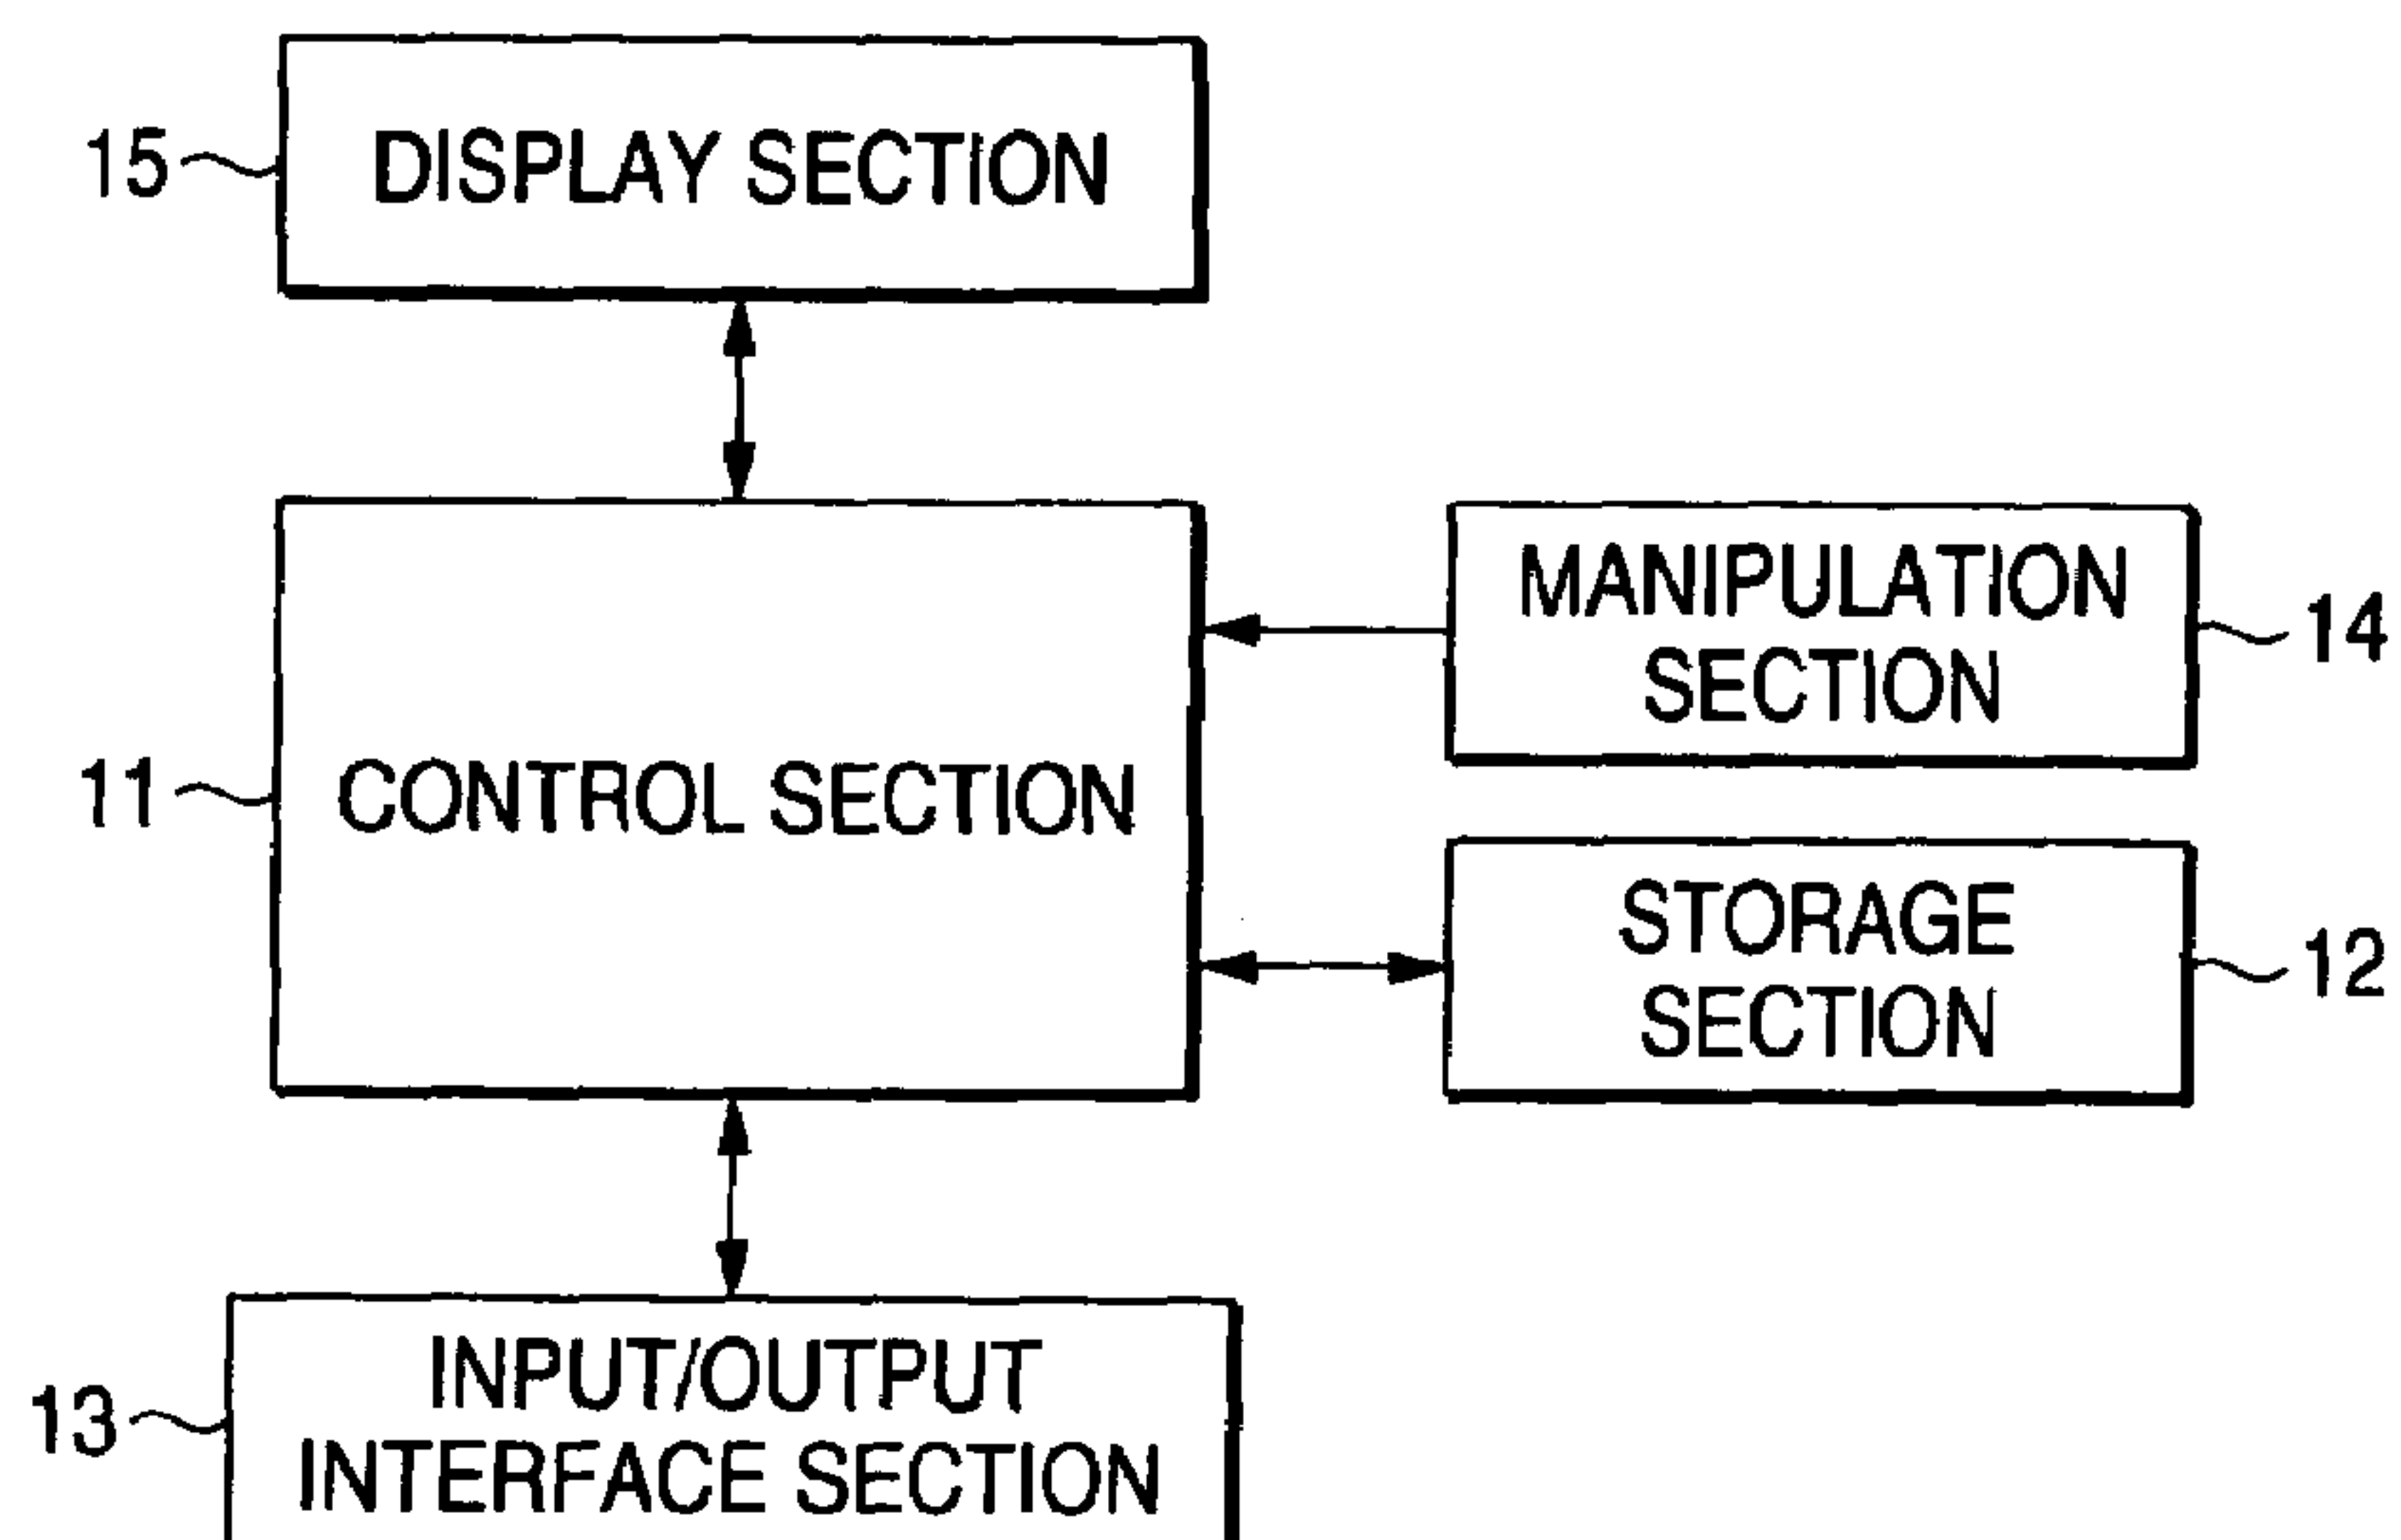 15
DISPLAY SECTION
MANIPULATION
SECTION
14
11
CONTROL SECTION
STORAGE
SECTION
12
INPUT/OUTPUT
INTERFACE SECTION
13